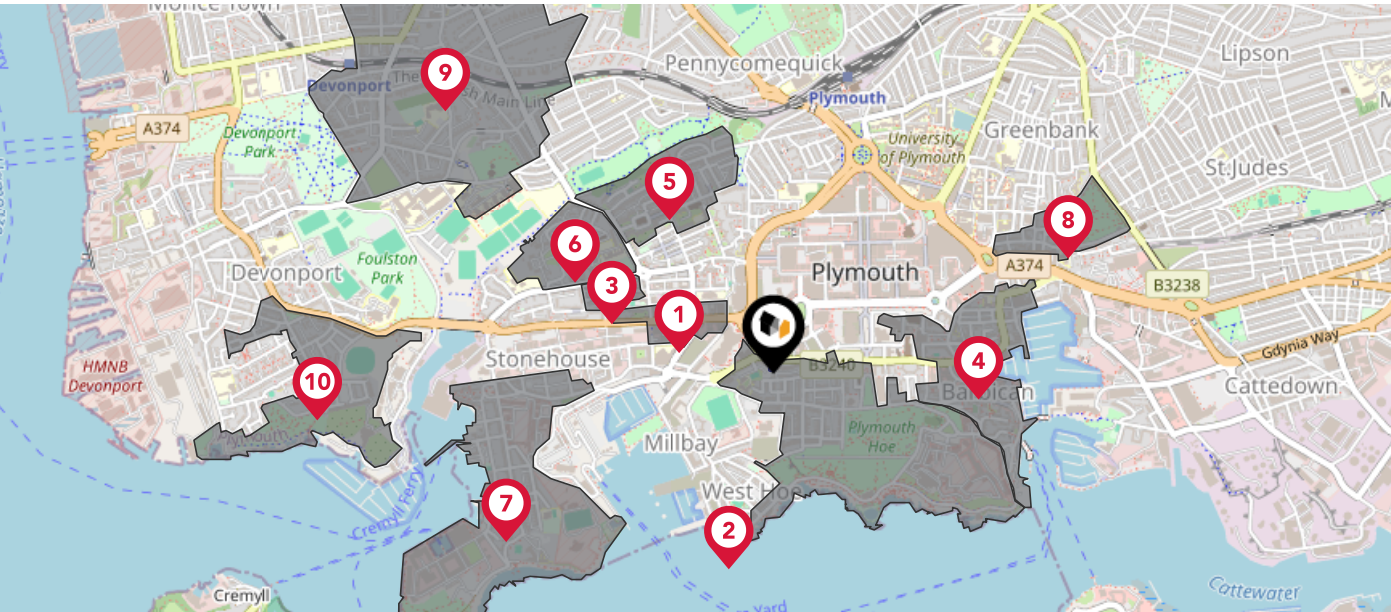 Morice Town
Lipson
Pennycomequick
9
Devonport
The
sh Main Line
Plymouth
A374
Devonport
Park
University
of Plymouth
Greenbank
St.Judes
5
8
6
Foulston
Park
Devonport
Plymouth
A374
B3238
3
1
Gdynia Way
Stonehouse
HMNB
Devonport
B3240
4
Barbican
Cattedown
10
Plymouth
Hoe
Millbay
West Hoe
7
2
Cremyll Ferry
Cremyll
Cattewater
Yard